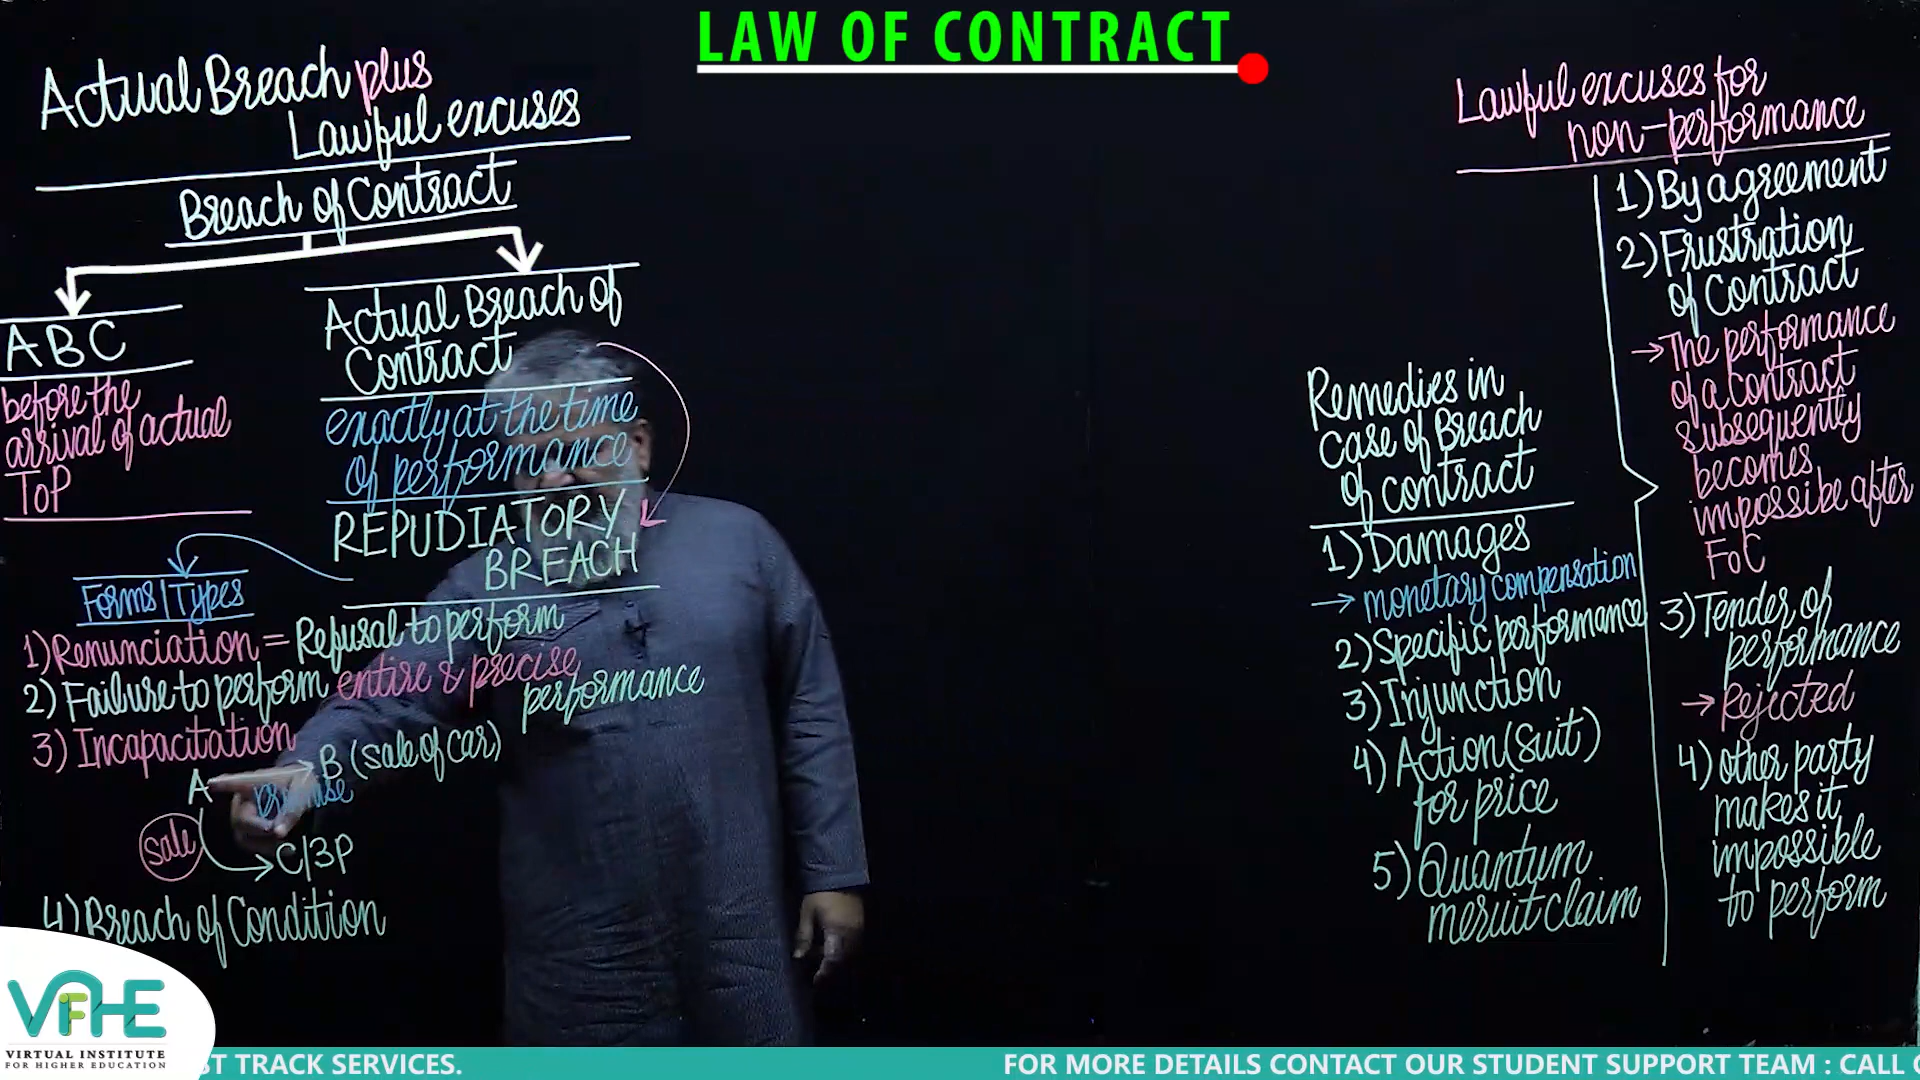 LAW OF CONTRACT
Actual Breach plus
Lawful excuses
Breach of Contract
ABC
before the
arrival of actual
ToP
Actual Breach of
Contract
exactly at the time
of performance
REPUDIATORY
BREACH
Forms/Types
1) Renunciation = Refusal to perform
2) Failure to perform entire & precise
performance
3) Incapacitation
A B (sale of car)
promise
sale
C/3P
4) Breach of Condition
Remedies in
case of Breach
of contract
1) Damages
→ monetary compensation
2) Specific performance
3) Injunction
4) Action (suit)
for price
5) Quantum
meruit claim
Lawful excuses for
non-performance
1) By agreement
2) Frustration
of Contract
→ The performance
of a contract
subsequently
becomes
impossibe after
FoC
3) Tender of
performance
→ Rejected
4) other party
makes it
impossible
to perform
VIFHE
VIRTUAL INSTITUTE
FOR HIGHER EDUCATION
ST TRACK SERVICES.
FOR MORE DETAILS CONTACT OUR STUDENT SUPPORT TEAM : CALL